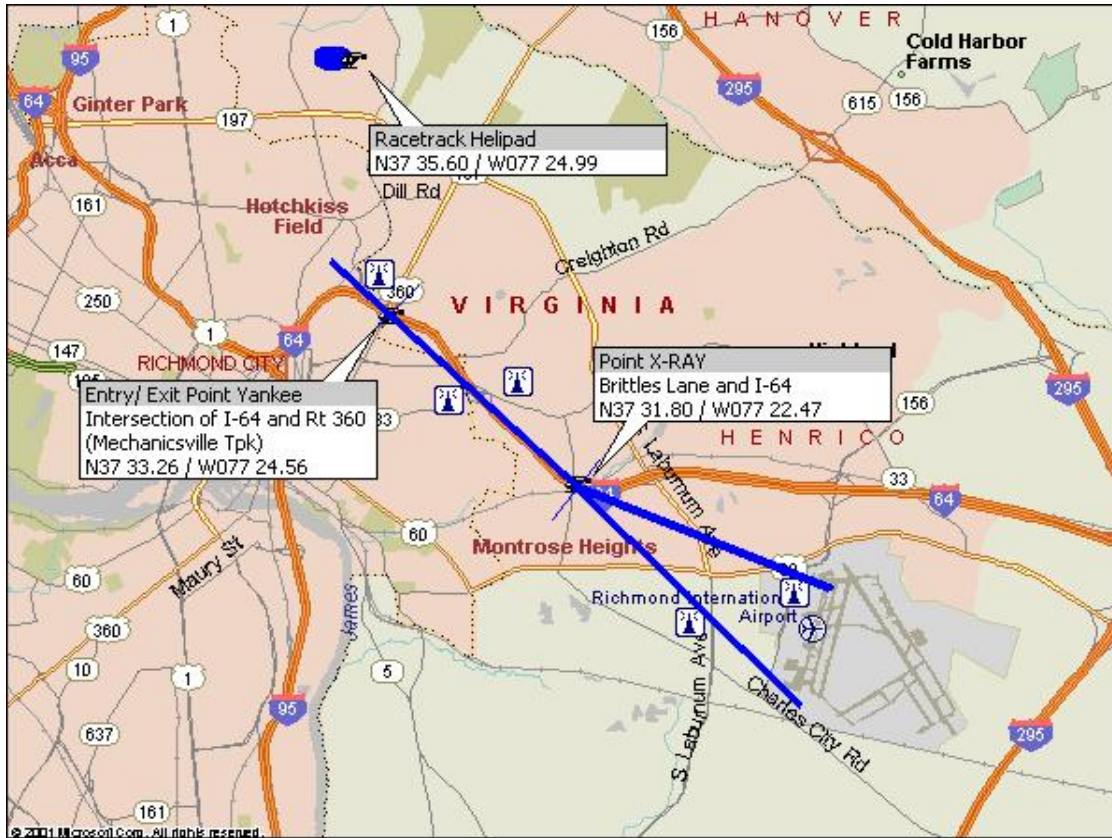 HANOVER
1
156
Cold Harbor
Farms
95
295
64
Ginter Park
197
615
156
Acca
Racetrack Helipad
N37 35.60 / W077 24.99
161
Dill Rd
Hotchkiss
Field
Creighton Rd
360
250
VIRGINIA
1
64
147
RICHMOND CITY
Point X-RAY
Brittles Lane and I-64
N37 31.80 / W077 22.47
295
Entry/ Exit Point Yankee
Intersection of I-64 and Rt 360
(Mechanicsville Tpk)
N37 33.26 / W077 24.56
156
HENRICO
Laburnum Ave
33
64
60
Montrose Heights
Maury St
60
James
Richmond Internation
Airport
360
10
1
5
S Laburnum Ave
Charles City Rd
95
637
295
161
© 2001 Microsoft Corp. All rights reserved.